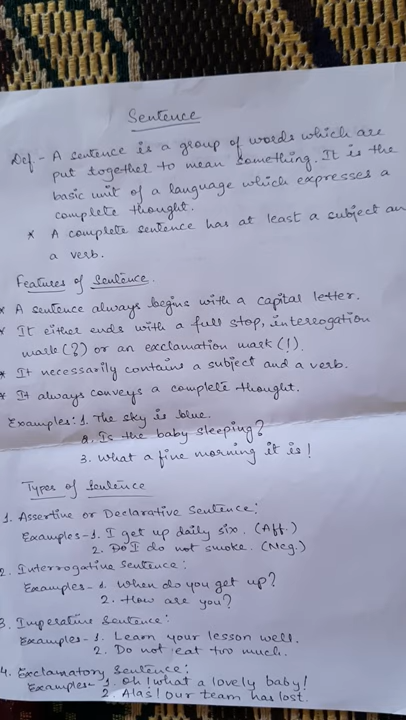 Sentence
Def - A sentence is a group of words which are
put together to mean something. It is the
basic unit of a language which expresses a
complete thought.
* A complete sentence has at least a subject an
a verb.
Features of Sentence.
* A sentence always begins with a capital letter.
* It either ends with a full stop, interrogation
mark (?) or an exclamation mark (!).
* It necessarily contains a subject and a verb.
* It always conveys a complete thought.
Examples: 1. The sky is blue.
2. Is the baby sleeping?
3. What a fine morning it is!
Types of Sentence
1. Assertive or Declarative Sentence:
Examples - 1. I get up daily six. (Aff.)
2. I do not smoke. (Neg.)
2. Interrogative Sentence:
Examples - 1. When do you get up?
2. How are you?
3. Imperative Sentence:
Examples - 1. Learn your lesson well.
2. Do not eat too much.
4. Exclamatory Sentence:
Examples - 1. Oh! what a lovely baby!
2. Alas! our team has lost.